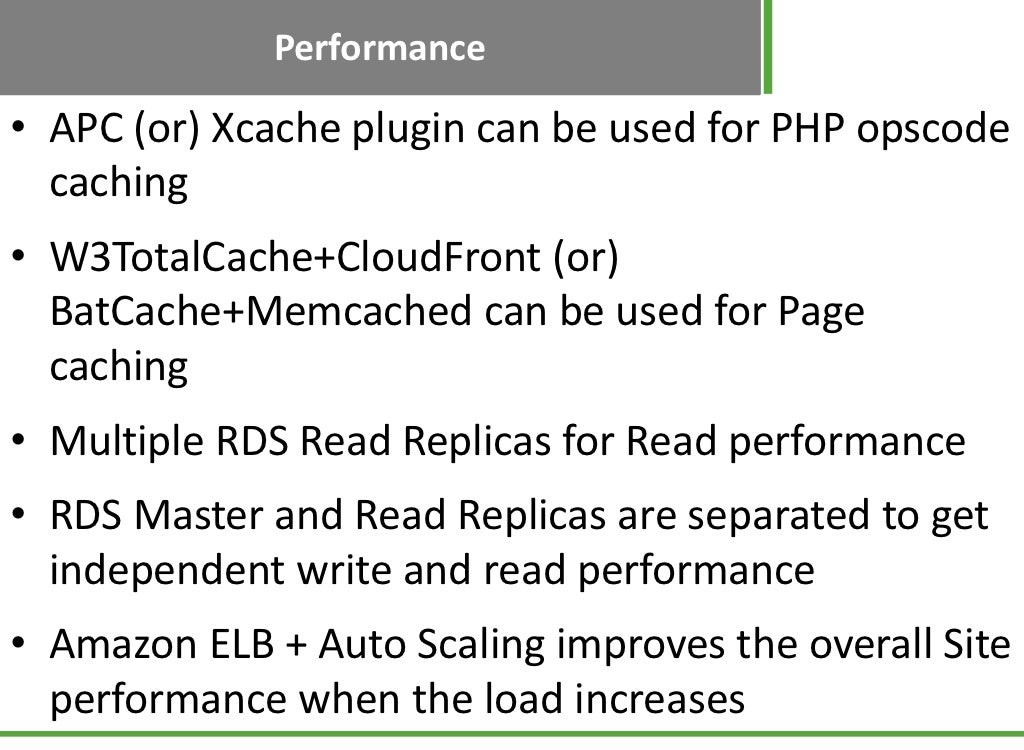 Performance
• APC (or) Xcache plugin can be used for PHP opscode
caching
• W3TotalCache+CloudFront (or)
BatCache+Memcached can be used for Page
caching
• Multiple RDS Read Replicas for Read performance
• RDS Master and Read Replicas are separated to get
independent write and read performance
• Amazon ELB + Auto Scaling improves the overall Site
performance when the load increases